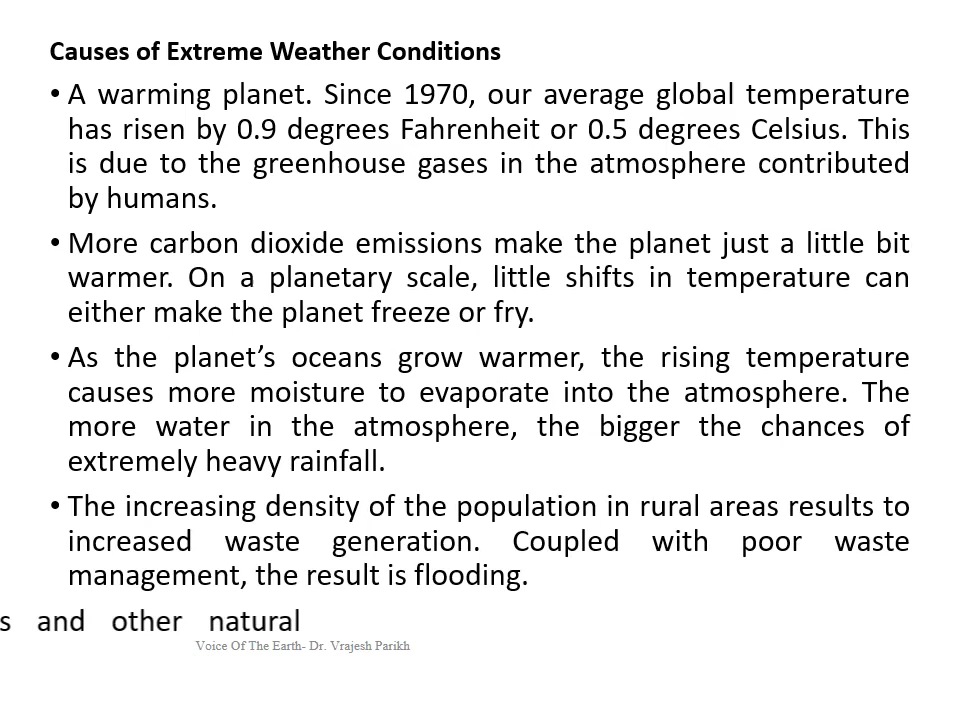 Causes of Extreme Weather Conditions
• A warming planet. Since 1970, our average global temperature
has risen by 0.9 degrees Fahrenheit or 0.5 degrees Celsius. This
is due to the greenhouse gases in the atmosphere contributed
by humans.
• More carbon dioxide emissions make the planet just a little bit
warmer. On a planetary scale, little shifts in temperature can
either make the planet freeze or fry.
• As the planet’s oceans grow warmer, the rising temperature
causes more moisture to evaporate into the atmosphere. The
more water in the atmosphere, the bigger the chances of
extremely heavy rainfall.
• The increasing density of the population in rural areas results to
increased waste generation. Coupled with poor waste
management, the result is flooding.
and other natural
Voice Of The Earth- Dr. Vrajesh Parikh